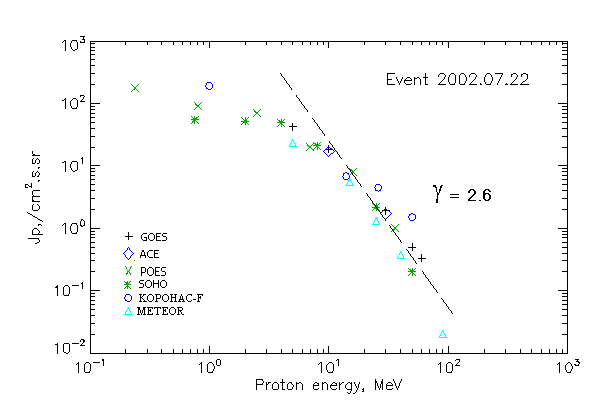 10³
10²
10¹
10⁰
10⁻¹
10⁻²
Jp,/cm².s.sr
Event 2002.07.22
γ = 2.6
GOES
ACE
POES
SOHO
KOPOHAC-F
METEOR
10⁻¹ 10⁰ 10¹ 10² 10³
Proton energy, MeV